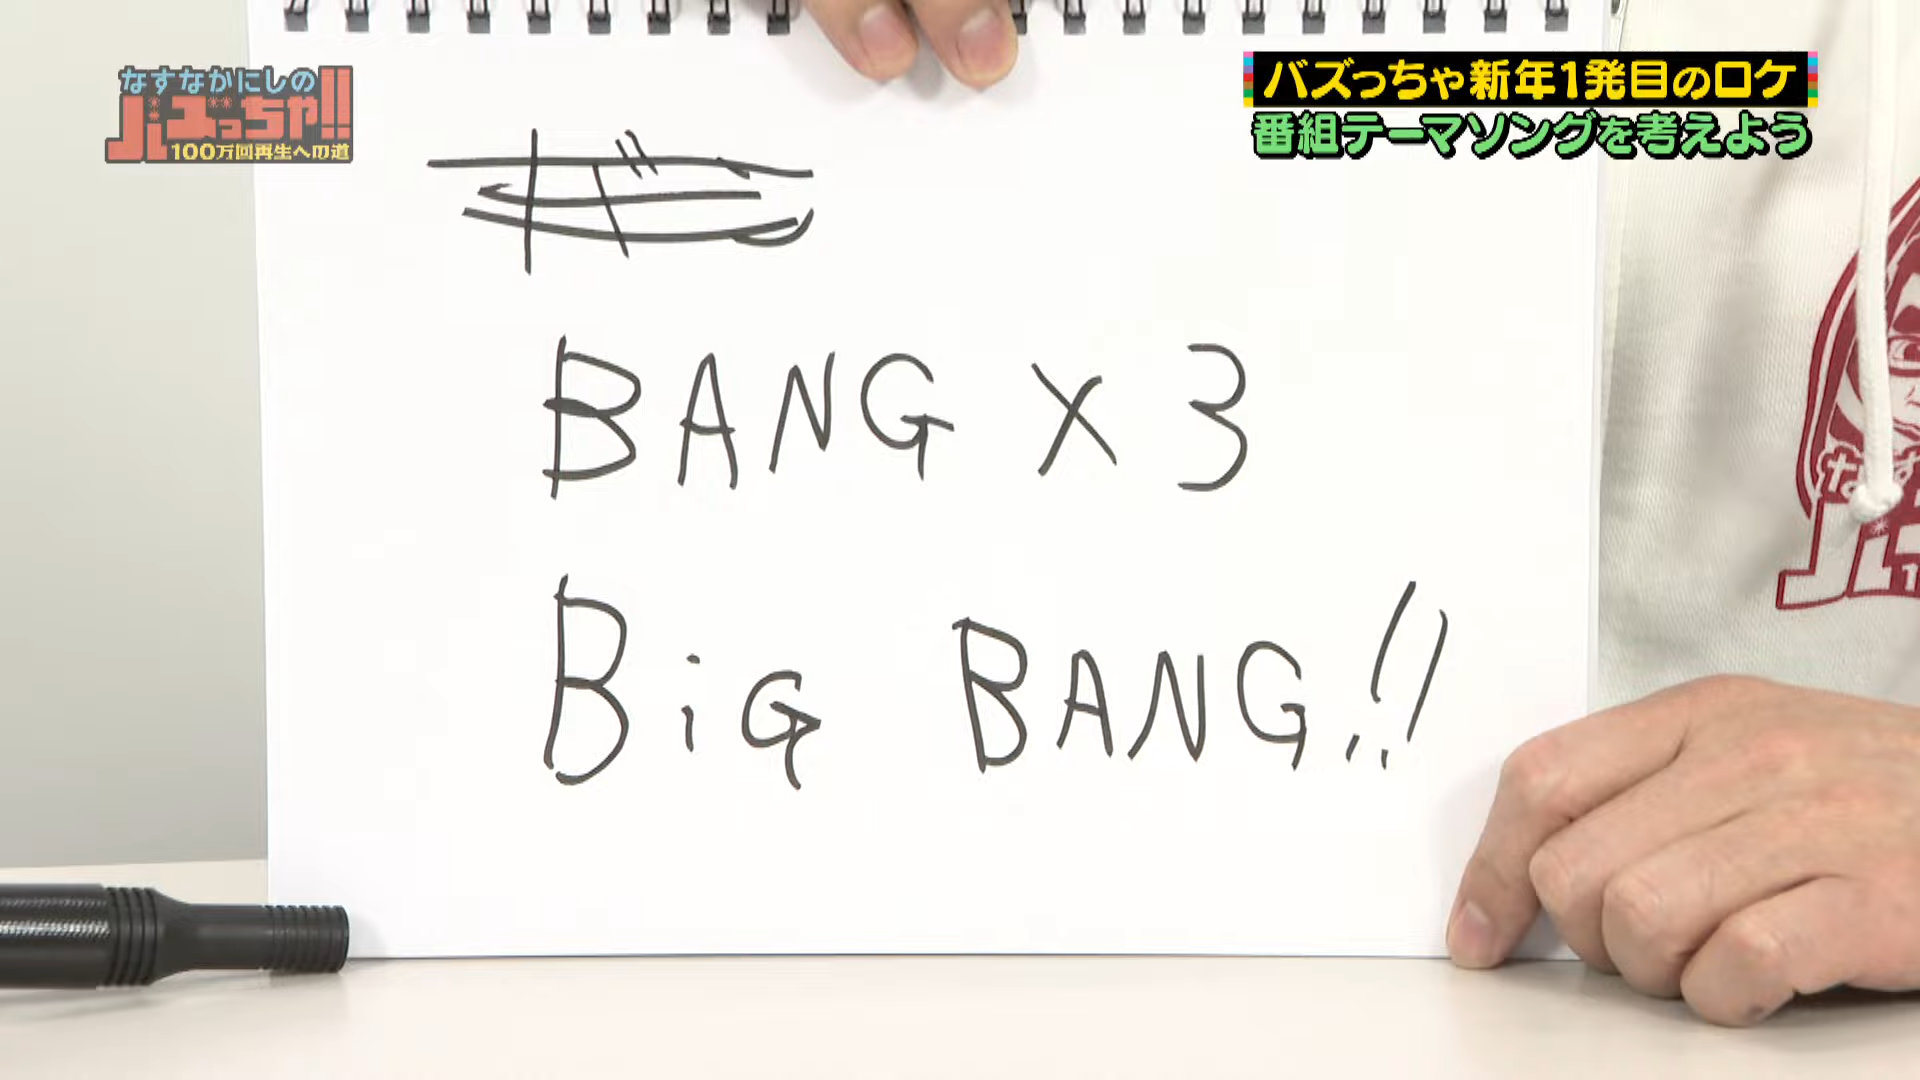 なすなかにしの
バズっちゃ!!
100万回再生への道
バズっちゃ新年1発目のロケ
番組テーマソングを考えよう
BANG×3
BiG BANG!!